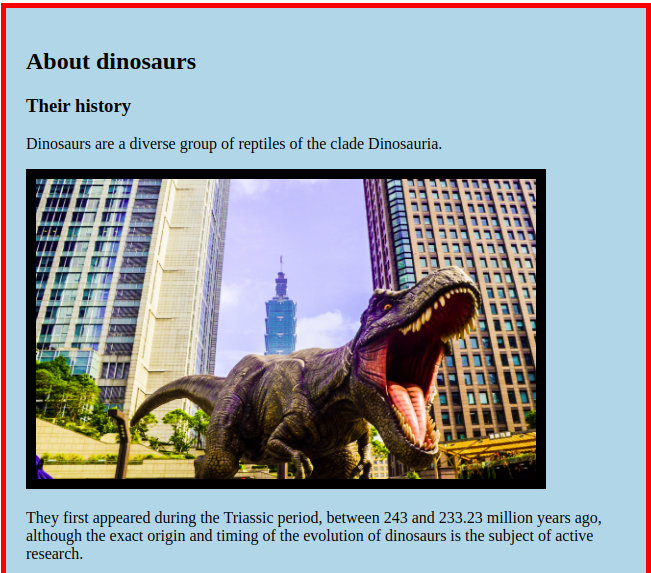 About dinosaurs
Their history
Dinosaurs are a diverse group of reptiles of the clade Dinosauria.
They first appeared during the Triassic period, between 243 and 233.23 million years ago,
although the exact origin and timing of the evolution of dinosaurs is the subject of active
research.